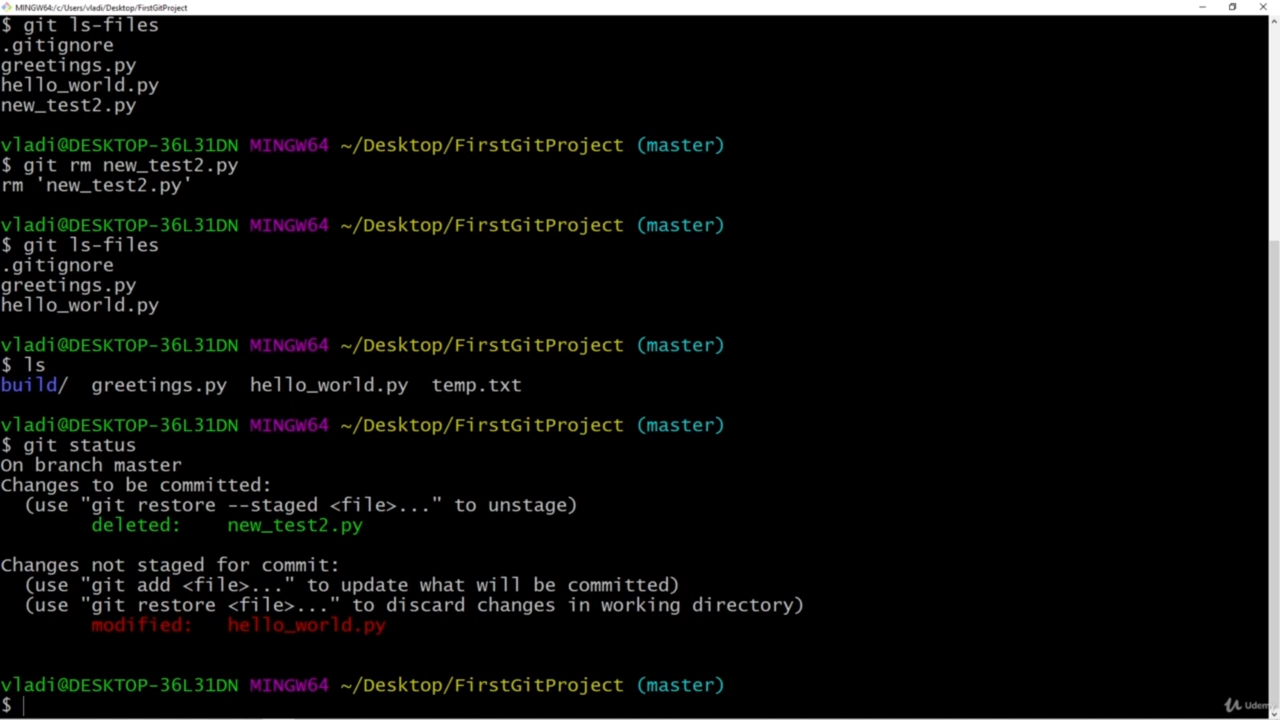 MINGW64:/c/Users/vladi/Desktop/FirstGitProject
$ git ls-files
.gitignore
greetings.py
hello_world.py
new_test2.py
vladi@DESKTOP-36L31DN MINGW64 ~/Desktop/FirstGitProject (master)
$ git rm new_test2.py
rm 'new_test2.py'
vladi@DESKTOP-36L31DN MINGW64 ~/Desktop/FirstGitProject (master)
$ git ls-files
.gitignore
greetings.py
hello_world.py
vladi@DESKTOP-36L31DN MINGW64 ~/Desktop/FirstGitProject (master)
$ ls
build/  greetings.py  hello_world.py  temp.txt
vladi@DESKTOP-36L31DN MINGW64 ~/Desktop/FirstGitProject (master)
$ git status
On branch master
Changes to be committed:
  (use "git restore --staged <file>..." to unstage)
        deleted:    new_test2.py
Changes not staged for commit:
  (use "git add <file>..." to update what will be committed)
  (use "git restore <file>..." to discard changes in working directory)
        modified:   hello_world.py
vladi@DESKTOP-36L31DN MINGW64 ~/Desktop/FirstGitProject (master)
$
Udemy